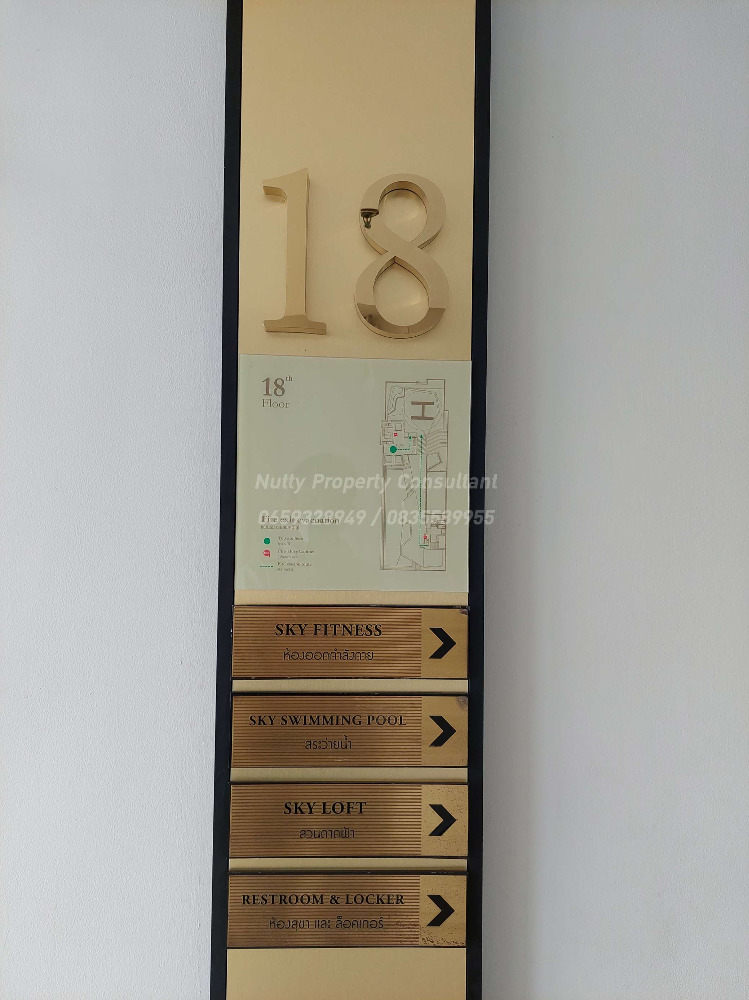 18
18th
Floor
H
Nutty Property Consultant
0659328949 / 0835589955
Fire exit evacuation
SKY FITNESS
ห้องออกกำลังกาย
SKY SWIMMING POOL
สระว่ายน้ำ
SKY LOFT
สวนดาดฟ้า
RESTROOM & LOCKER
ห้องสุขา และ ล็อคเกอร์